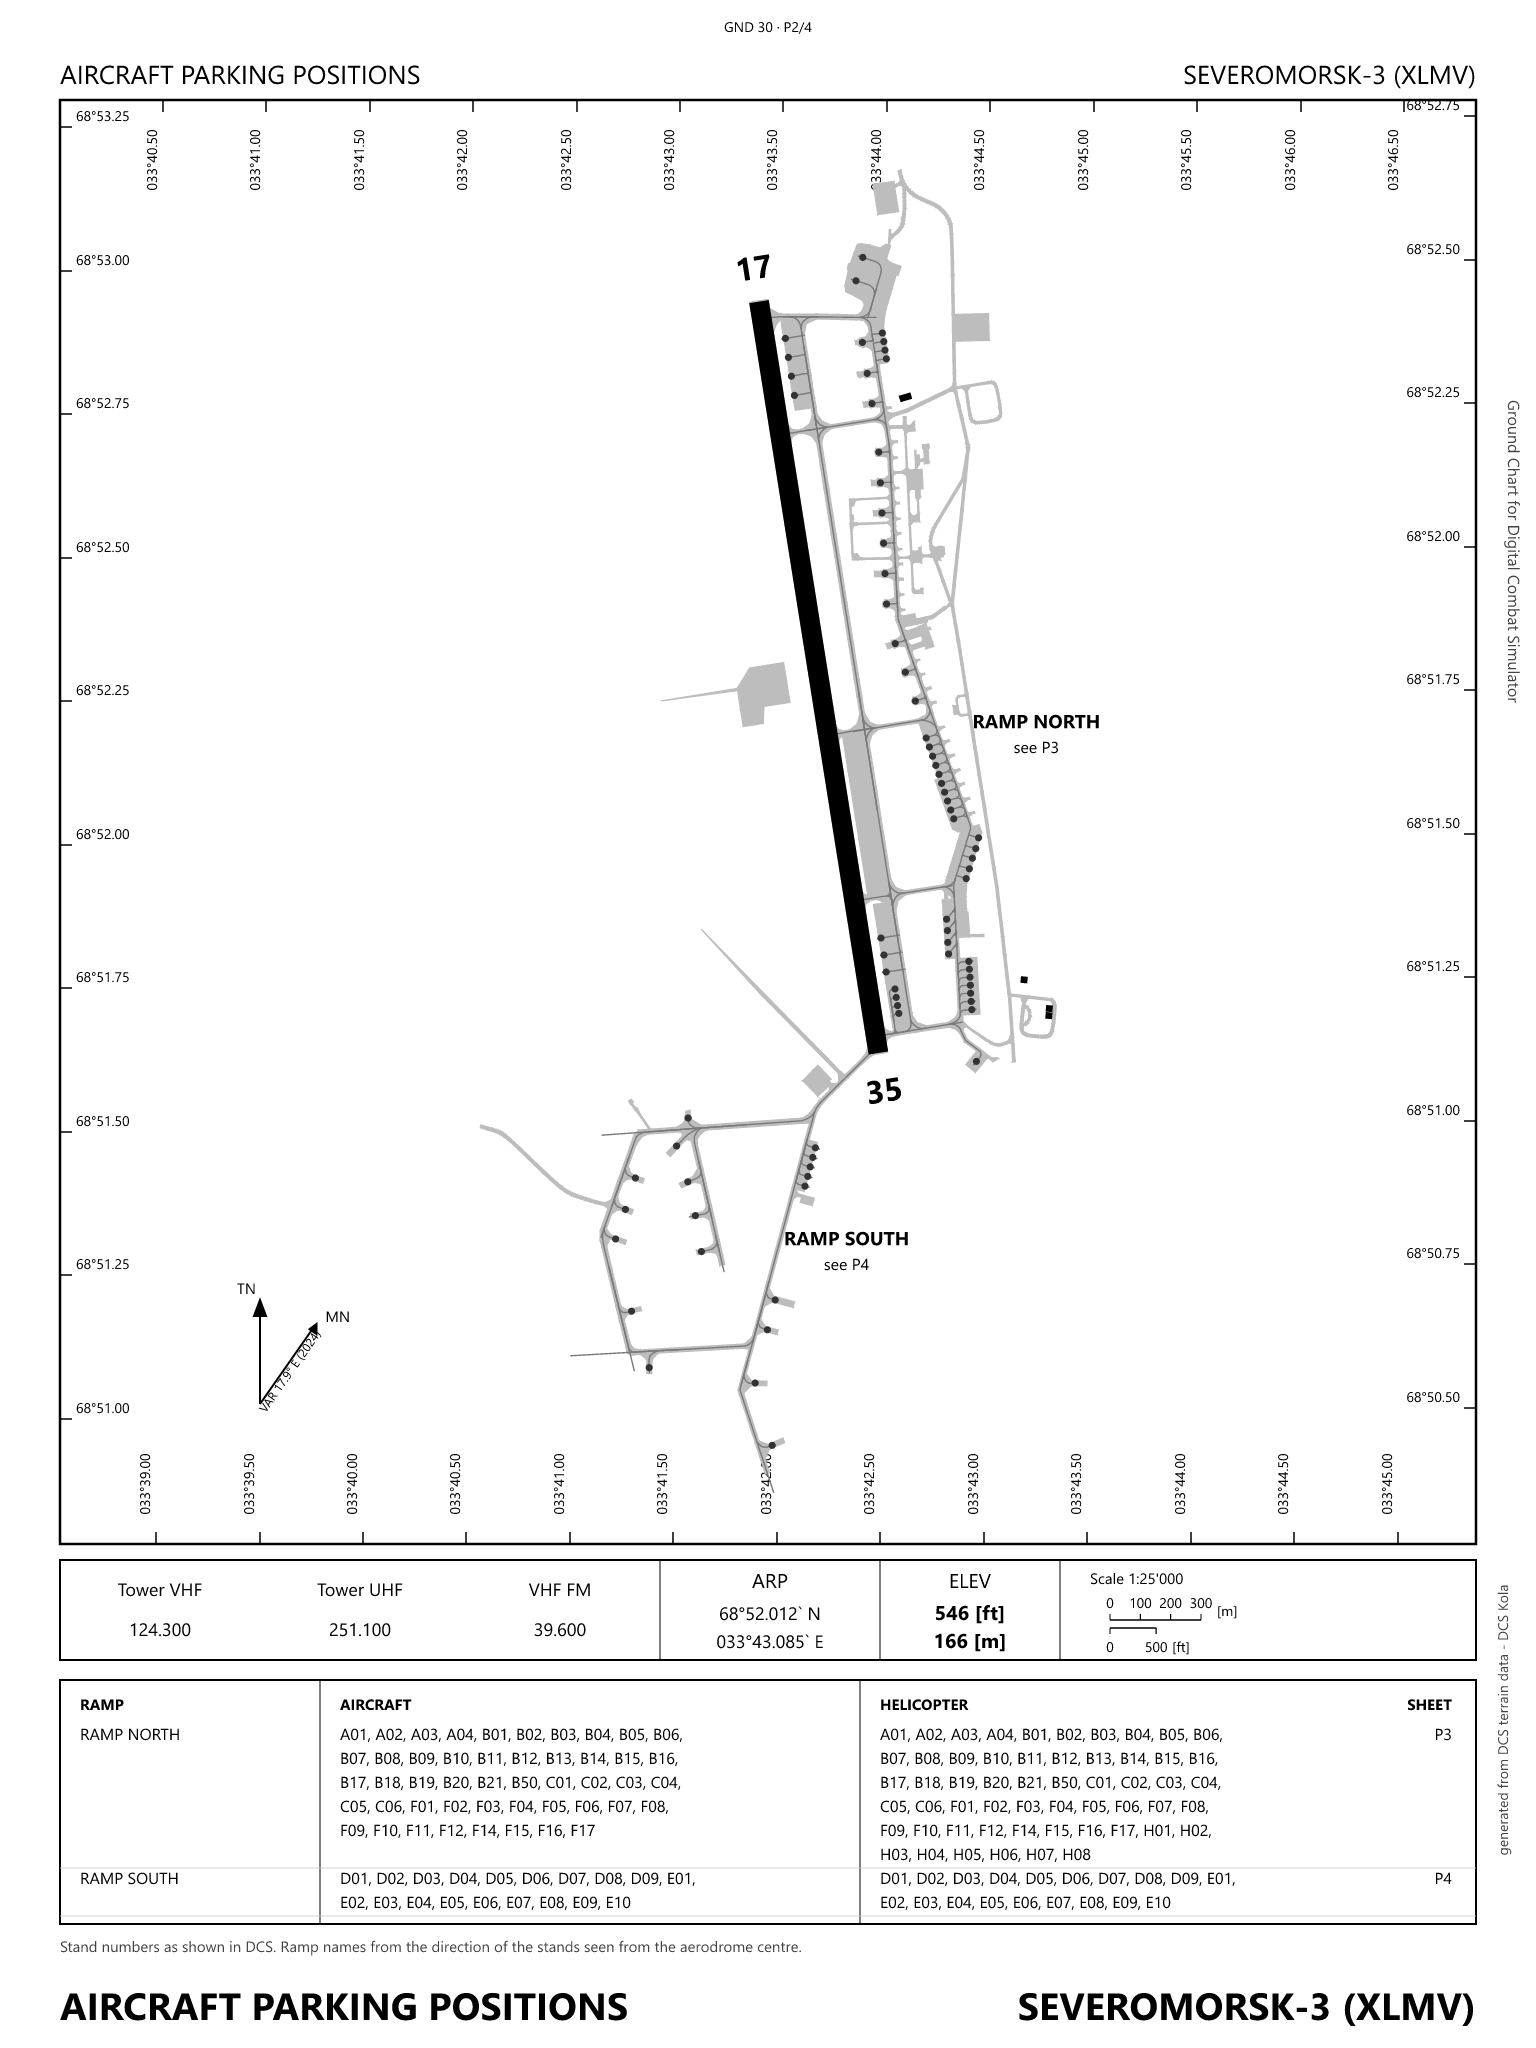 GND 30 · P2/4
AIRCRAFT PARKING POSITIONS
SEVEROMORSK-3 (XLMV)
68°53.25
68°53.00
68°52.75
68°52.50
68°52.25
68°52.00
68°51.75
68°51.50
68°51.25
68°51.00
033°40.50
033°41.00
033°41.50
033°42.00
033°42.50
033°43.00
033°43.50
033°44.00
033°44.50
033°45.00
033°45.50
033°46.00
033°46.50
68°52.75
68°52.50
68°52.25
68°52.00
68°51.75
68°51.50
68°51.25
68°51.00
68°50.75
68°50.50
17
35
RAMP NORTH
see P3
RAMP SOUTH
see P4
TN
MN
VAR 17.9° E (2024)
033°39.00
033°39.50
033°40.00
033°40.50
033°41.00
033°41.50
033°42.00
033°42.50
033°43.00
033°43.50
033°44.00
033°44.50
033°45.00
Ground Chart for Digital Combat Simulator
Tower VHF
124.300
Tower UHF
251.100
VHF FM
39.600
ARP
68°52.012` N
033°43.085` E
ELEV
546 [ft]
166 [m]
Scale 1:25'000
0 100 200 300 [m]
0 500 [ft]
generated from DCS terrain data - DCS Kola
RAMP AIRCRAFT HELICOPTER SHEET
RAMP NORTH
A01, A02, A03, A04, B01, B02, B03, B04, B05, B06,
B07, B08, B09, B10, B11, B12, B13, B14, B15, B16,
B17, B18, B19, B20, B21, B50, C01, C02, C03, C04,
C05, C06, F01, F02, F03, F04, F05, F06, F07, F08,
F09, F10, F11, F12, F14, F15, F16, F17
A01, A02, A03, A04, B01, B02, B03, B04, B05, B06,
B07, B08, B09, B10, B11, B12, B13, B14, B15, B16,
B17, B18, B19, B20, B21, B50, C01, C02, C03, C04,
C05, C06, F01, F02, F03, F04, F05, F06, F07, F08,
F09, F10, F11, F12, F14, F15, F16, F17, H01, H02,
H03, H04, H05, H06, H07, H08
P3
RAMP SOUTH
D01, D02, D03, D04, D05, D06, D07, D08, D09, E01,
E02, E03, E04, E05, E06, E07, E08, E09, E10
D01, D02, D03, D04, D05, D06, D07, D08, D09, E01,
E02, E03, E04, E05, E06, E07, E08, E09, E10
P4
Stand numbers as shown in DCS. Ramp names from the direction of the stands seen from the aerodrome centre.
AIRCRAFT PARKING POSITIONS
SEVEROMORSK-3 (XLMV)